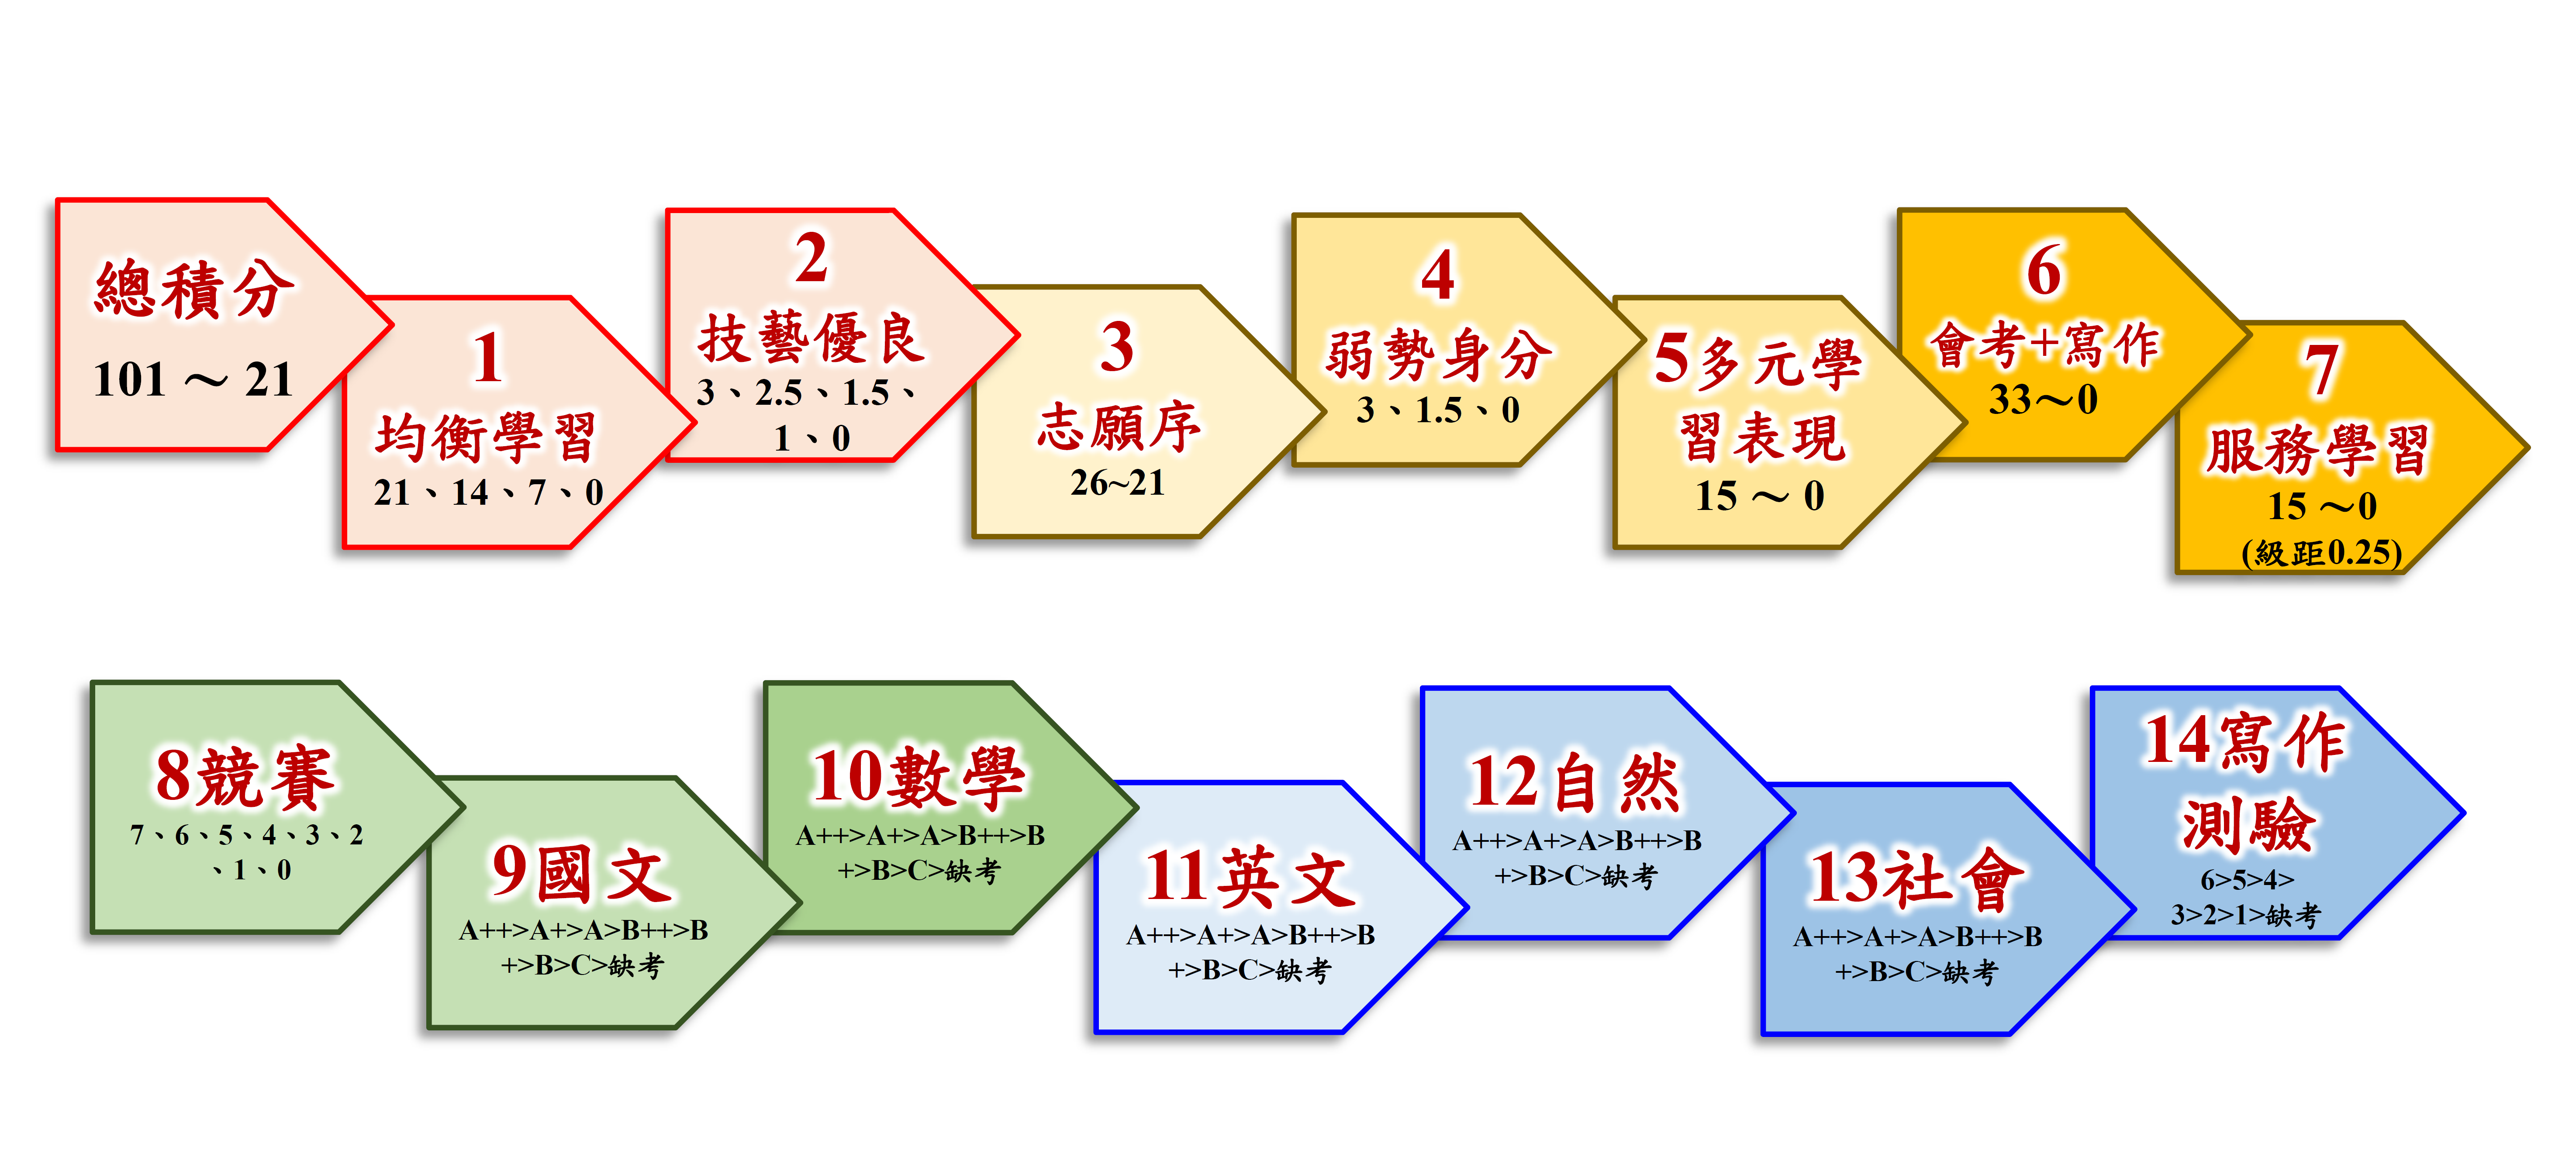 總積分
101 ～ 21
1
均衡學習
21、14、7、0
2
技藝優良
3、2.5、1.5、
1、0
3
志願序
26~21
4
弱勢身分
3、1.5、0
5多元學
習表現
15 ～ 0
6
會考+寫作
33～0
7
服務學習
15 ～0
(級距0.25)
8競賽
7、6、5、4、3、2
、1、0
9國文
A++>A+>A>B++>B
+>B>C>缺考
10數學
A++>A+>A>B++>B
+>B>C>缺考
11英文
A++>A+>A>B++>B
+>B>C>缺考
12自然
A++>A+>A>B++>B
+>B>C>缺考
13社會
A++>A+>A>B++>B
+>B>C>缺考
14寫作
測驗
6>5>4>
3>2>1>缺考